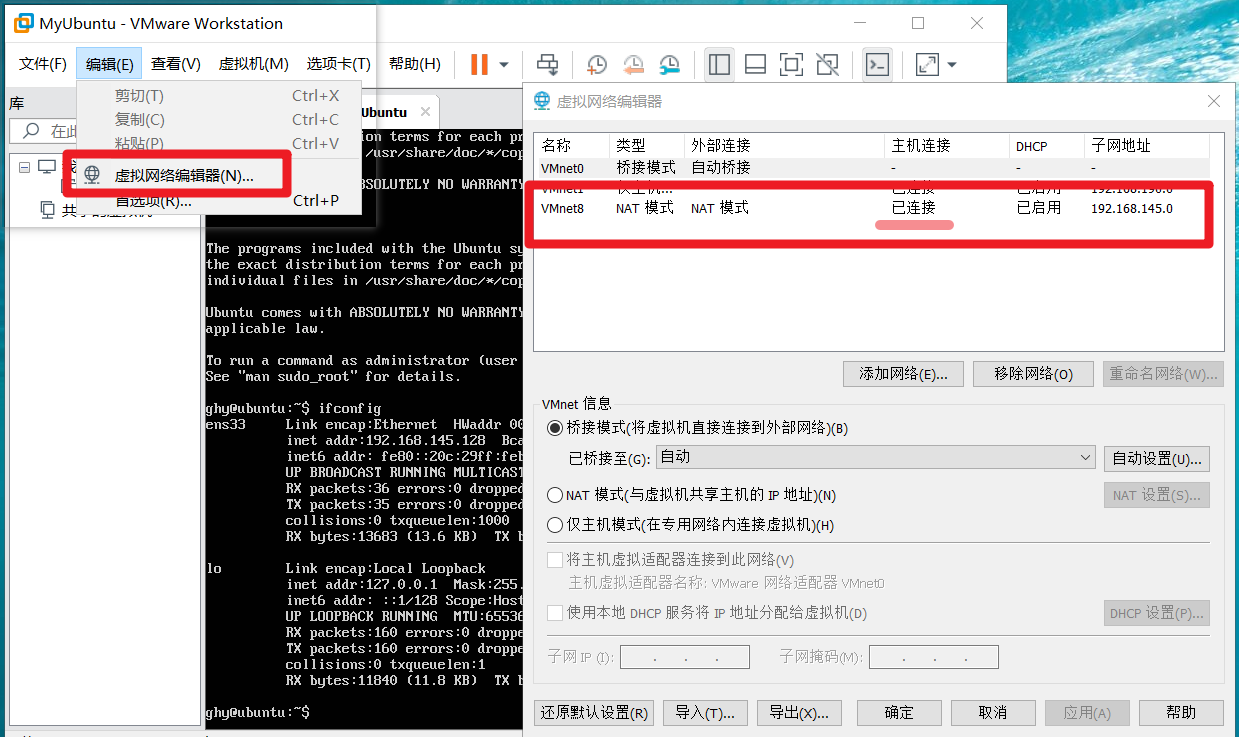 MyUbuntu - VMware Workstation
文件(F) 编辑(E) 查看(V) 虚拟机(M) 选项卡(T) 帮助(H)
库
剪切(T) Ctrl+X
复制(C) Ctrl+C
粘贴(P) Ctrl+V
虚拟网络编辑器(N)...
首选项(R)... Ctrl+P
在此
Ubuntu
ion terms for each pr
/usr/share/doc/*/cop
BSOLUTELY NO WARRANTY
The programs included with the Ubuntu sy
the exact distribution terms for each pr
individual files in /usr/share/doc/*/cop
Ubuntu comes with ABSOLUTELY NO WARRANTY
applicable law.
To run a command as administrator (user
See "man sudo_root" for details.
ghy@ubuntu:~$ ifconfig
ens33 Link encap:Ethernet HWaddr 00
inet addr:192.168.145.128 Bca
inet6 addr: fe80::20c:29ff:feb
UP BROADCAST RUNNING MULTICAST
RX packets:36 errors:0 dropped
TX packets:35 errors:0 dropped
collisions:0 txqueuelen:1000
RX bytes:13683 (13.6 KB) TX b
lo Link encap:Local Loopback
inet addr:127.0.0.1 Mask:255.
inet6 addr: ::1/128 Scope:Host
UP LOOPBACK RUNNING MTU:65536
RX packets:160 errors:0 droppe
TX packets:160 errors:0 droppe
collisions:0 txqueuelen:1
RX bytes:11840 (11.8 KB) TX b
ghy@ubuntu:~$
虚拟网络编辑器
名称 类型 外部连接 主机连接 DHCP 子网地址
VMnet0 桥接模式 自动桥接 - - -
VMnet1 仅主机... 已连接 已启用 192.168.190.0
VMnet8 NAT 模式 NAT 模式 已连接 已启用 192.168.145.0
添加网络(E)... 移除网络(O) 重命名网络(W)...
VMnet 信息
桥接模式(将虚拟机直接连接到外部网络)(B)
已桥接至(G): 自动 自动设置(U)...
NAT 模式(与虚拟机共享主机的 IP 地址)(N) NAT 设置(S)...
仅主机模式(在专用网络内连接虚拟机)(H)
将主机虚拟适配器连接到此网络(V)
主机虚拟适配器名称: VMware 网络适配器 VMnet0
使用本地 DHCP 服务将 IP 地址分配给虚拟机(D) DHCP 设置(P)...
子网 IP (I): . . . 子网掩码(M): . . .
还原默认设置(R) 导入(T)... 导出(X)... 确定 取消 应用(A) 帮助